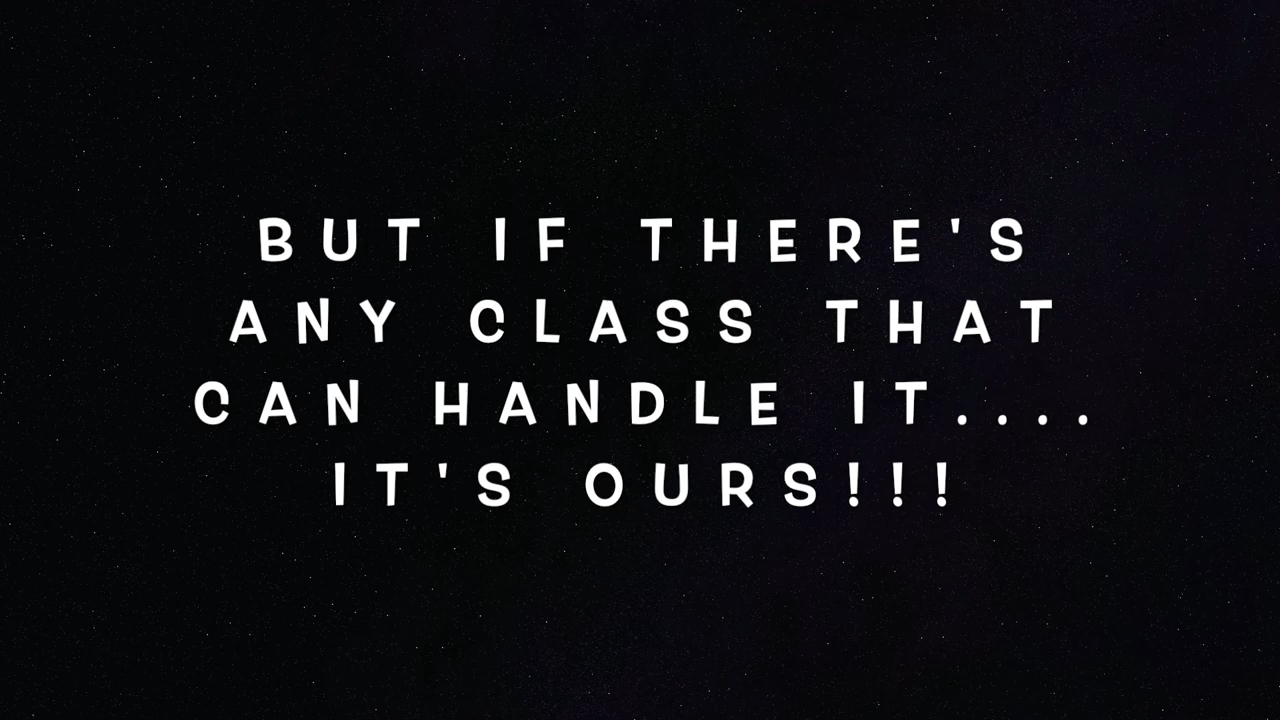 BUT IF THERE'S
ANY CLASS THAT
CAN HANDLE IT....
IT'S OURS!!!